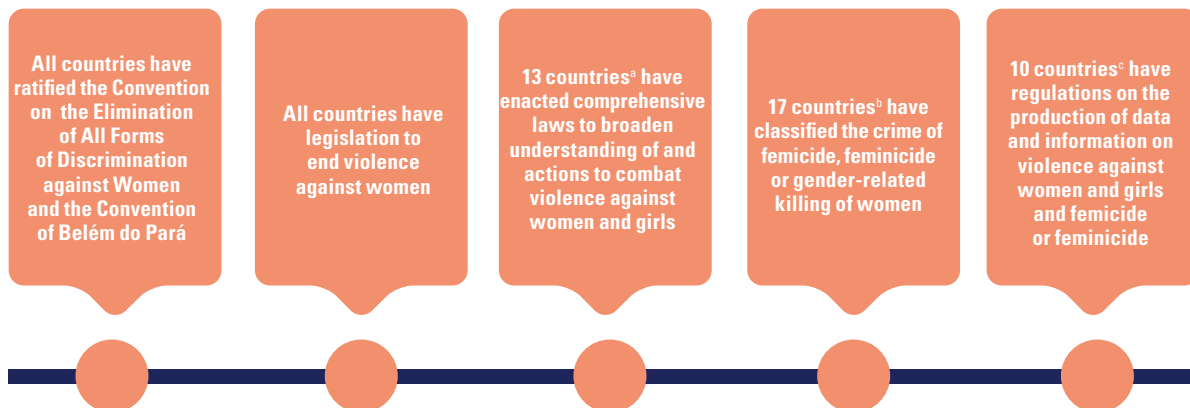 All countries have
ratified the Convention
on the Elimination
of All Forms
of Discrimination
against Women
and the Convention
of Belém do Pará
All countries have
legislation to
end violence
against women
13 countriesᵃ have
enacted comprehensive
laws to broaden
understanding of and
actions to combat
violence against
women and girls
17 countriesᵇ have
classified the crime of
femicide, feminicide
or gender-related
killing of women
10 countriesᶜ have
regulations on the
production of data
and information on
violence against
women and girls
and femicide
or feminicide